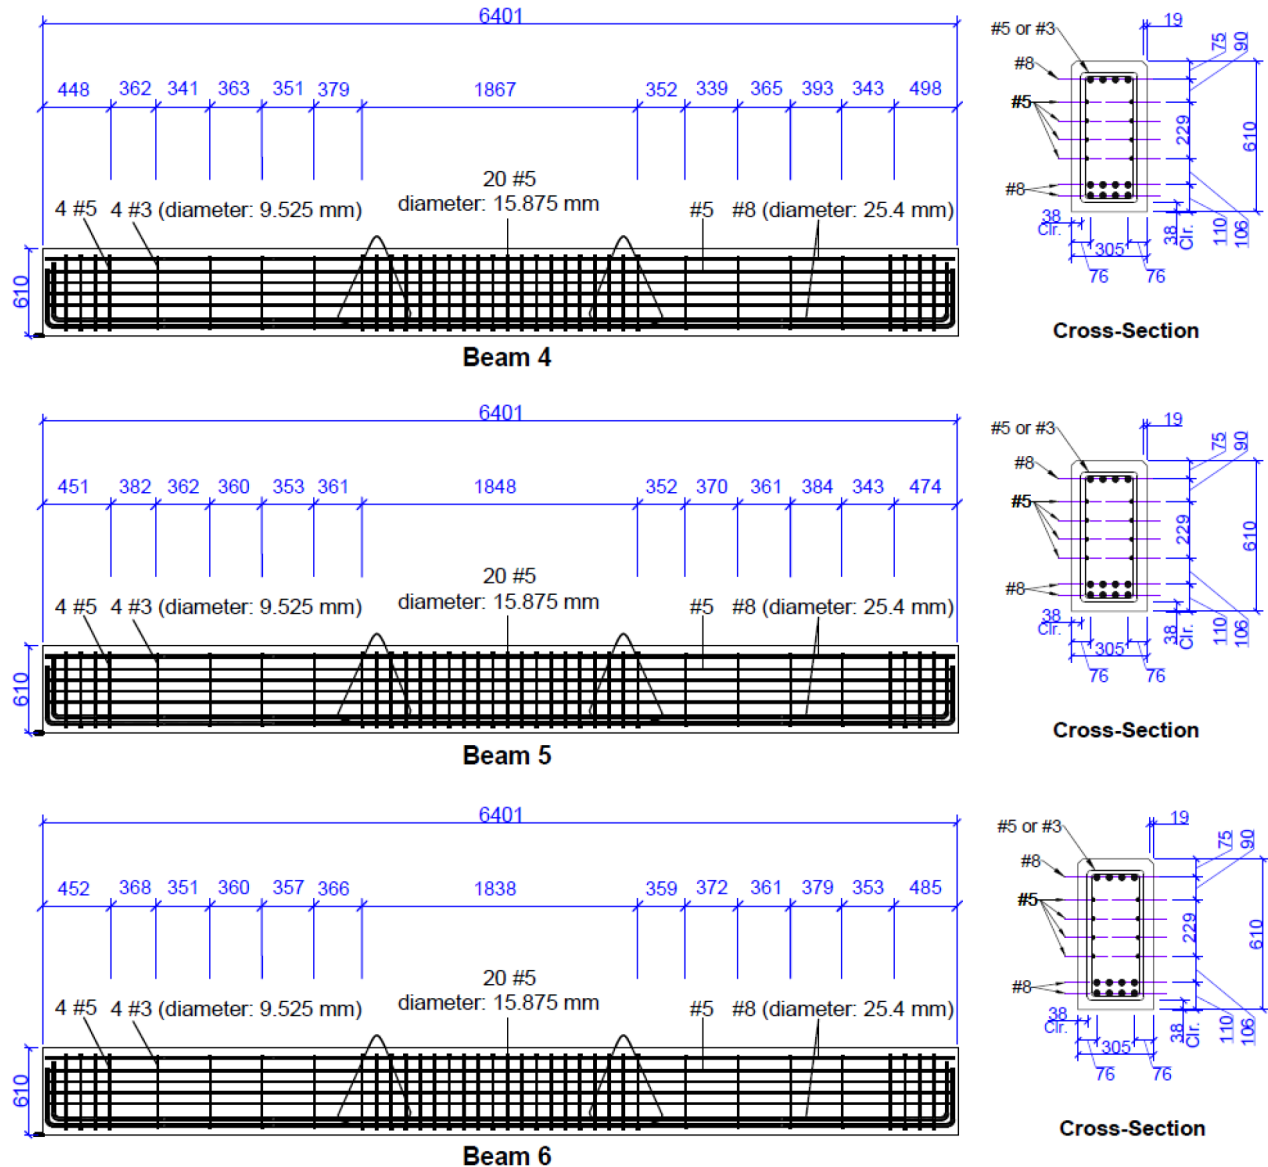 6401
448 362 341 363 351 379 1867 352 339 365 393 343 498
20 #5
diameter: 15.875 mm
4 #5 4 #3 (diameter: 9.525 mm) #5 #8 (diameter: 25.4 mm)
610
Beam 4
19
#5 or #3
75 90
#8
#5
229 610
#8
38
Clr.
38
Clr.
110 106
305
76 76
Cross-Section
6401
451 382 362 360 353 361 1848 352 370 361 384 343 474
20 #5
diameter: 15.875 mm
4 #5 4 #3 (diameter: 9.525 mm) #5 #8 (diameter: 25.4 mm)
610
Beam 5
19
#5 or #3
75 90
#8
#5
229 610
#8
38
Clr.
38
Clr.
110 106
305
76 76
Cross-Section
6401
452 368 351 360 357 366 1838 359 372 361 379 353 485
20 #5
diameter: 15.875 mm
4 #5 4 #3 (diameter: 9.525 mm) #5 #8 (diameter: 25.4 mm)
610
Beam 6
19
#5 or #3
75 90
#8
#5
229 610
#8
38
Clr.
38
Clr.
110 106
305
76 76
Cross-Section